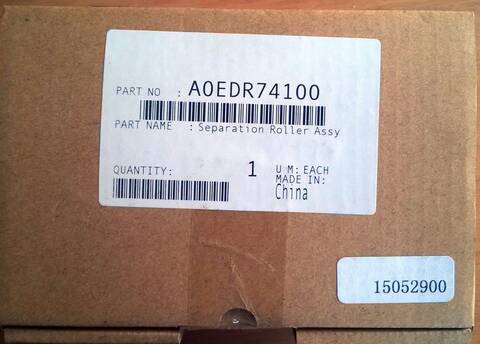 PART NO : A0EDR74100
PART NAME : Separation Roller Assy
QUANTITY: 1 U M: EACH
MADE IN:
China
15052900